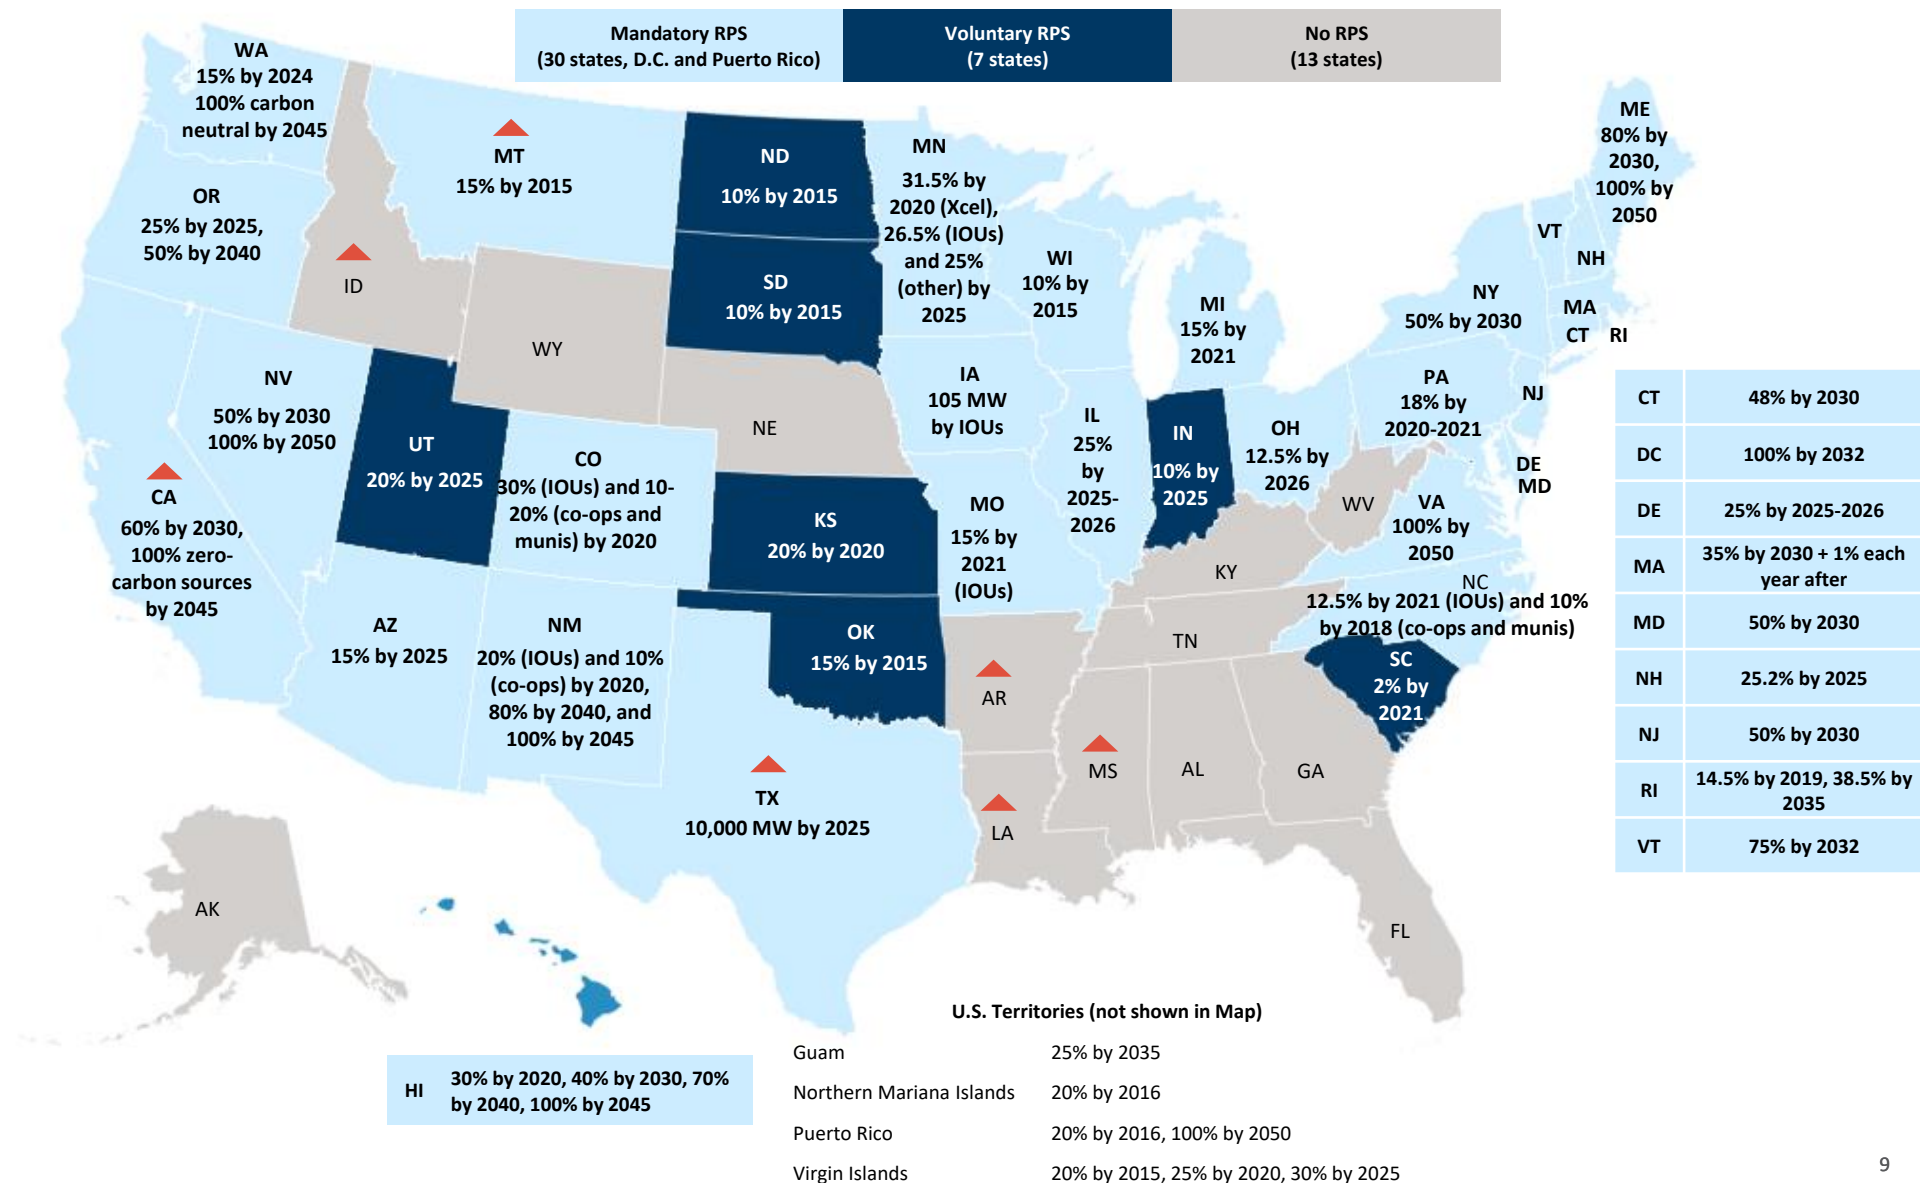 Mandatory RPS
(30 states, D.C. and Puerto Rico)
Voluntary RPS
(7 states)
No RPS
(13 states)
WA
15% by 2024
100% carbon
neutral by 2045
OR
25% by 2025,
50% by 2040
MT
15% by 2015
ID
WY
ND
10% by 2015
SD
10% by 2015
NE
MN
31.5% by
2020 (Xcel),
26.5% (IOUs)
and 25%
(other) by
2025
WI
10% by
2015
MI
15% by
2021
IA
105 MW
by IOUs
IL
25%
by
2025-
2026
IN
10% by
2025
OH
12.5% by
2026
PA
18% by
2020-2021
NY
50% by 2030
ME
80% by
2030,
100% by
2050
VT
NH
MA
CT
RI
NJ
DE
MD
WV
VA
100% by
2050
KY
NC
12.5% by 2021 (IOUs) and 10%
by 2018 (co-ops and munis)
TN
SC
2% by
2021
NV
50% by 2030
100% by 2050
CA
60% by 2030,
100% zero-
carbon sources
by 2045
UT
20% by 2025
CO
30% (IOUs) and 10-
20% (co-ops and
munis) by 2020
KS
20% by 2020
MO
15% by
2021
(IOUs)
AZ
15% by 2025
NM
20% (IOUs) and 10%
(co-ops) by 2020,
80% by 2040, and
100% by 2045
OK
15% by 2015
AR
TX
10,000 MW by 2025
LA
MS
AL
GA
FL
AK
CT
48% by 2030
DC
100% by 2032
DE
25% by 2025-2026
MA
35% by 2030 + 1% each
year after
MD
50% by 2030
NH
25.2% by 2025
NJ
50% by 2030
RI
14.5% by 2019, 38.5% by
2035
VT
75% by 2032
HI
30% by 2020, 40% by 2030, 70%
by 2040, 100% by 2045
U.S. Territories (not shown in Map)
Guam 25% by 2035
Northern Mariana Islands 20% by 2016
Puerto Rico 20% by 2016, 100% by 2050
Virgin Islands 20% by 2015, 25% by 2020, 30% by 2025
9